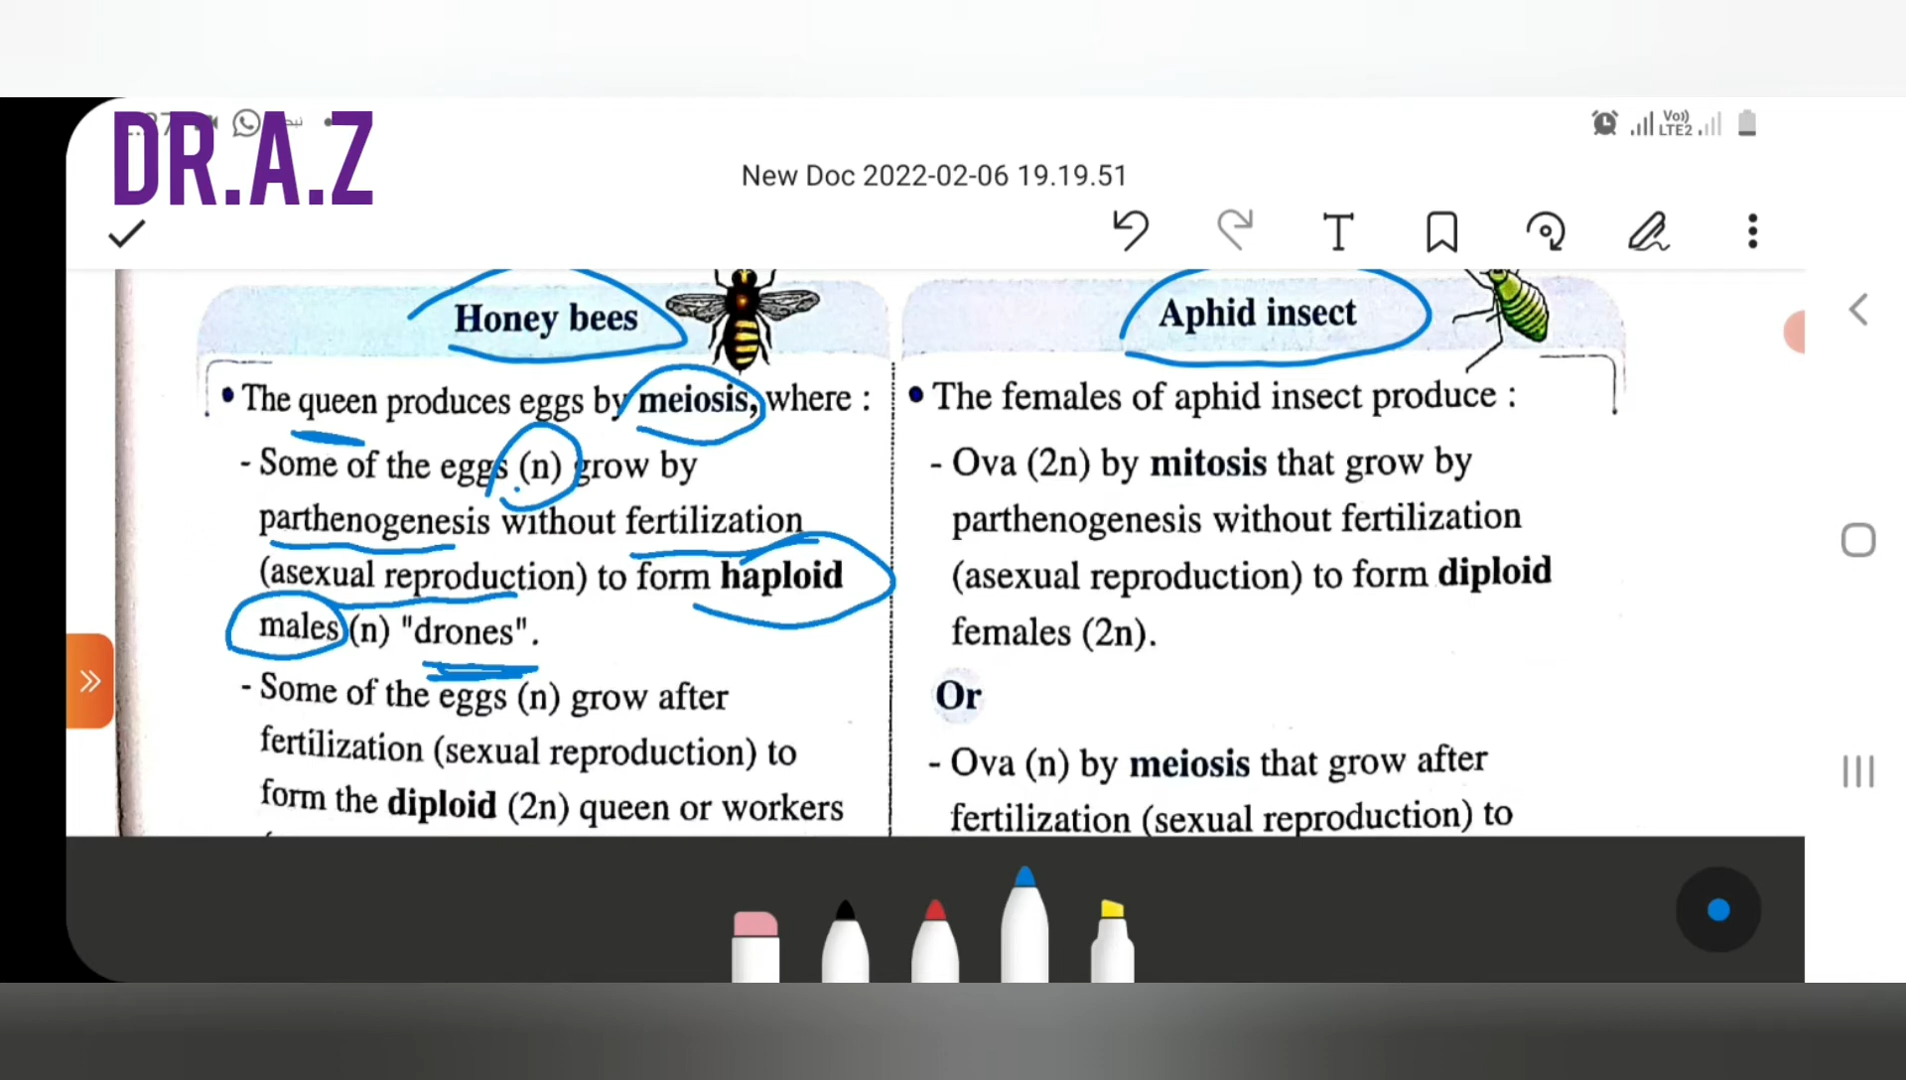 DR.A.Z
Vo))
LTE2
New Doc 2022-02-06 19.19.51
T
Honey bees
• The queen produces eggs by meiosis, where :
- Some of the eggs (n) grow by
parthenogenesis without fertilization
(asexual reproduction) to form haploid
males (n) "drones".
- Some of the eggs (n) grow after
fertilization (sexual reproduction) to
form the diploid (2n) queen or workers
Aphid insect
• The females of aphid insect produce :
- Ova (2n) by mitosis that grow by
parthenogenesis without fertilization
(asexual reproduction) to form diploid
females (2n).
Or
- Ova (n) by meiosis that grow after
fertilization (sexual reproduction) to